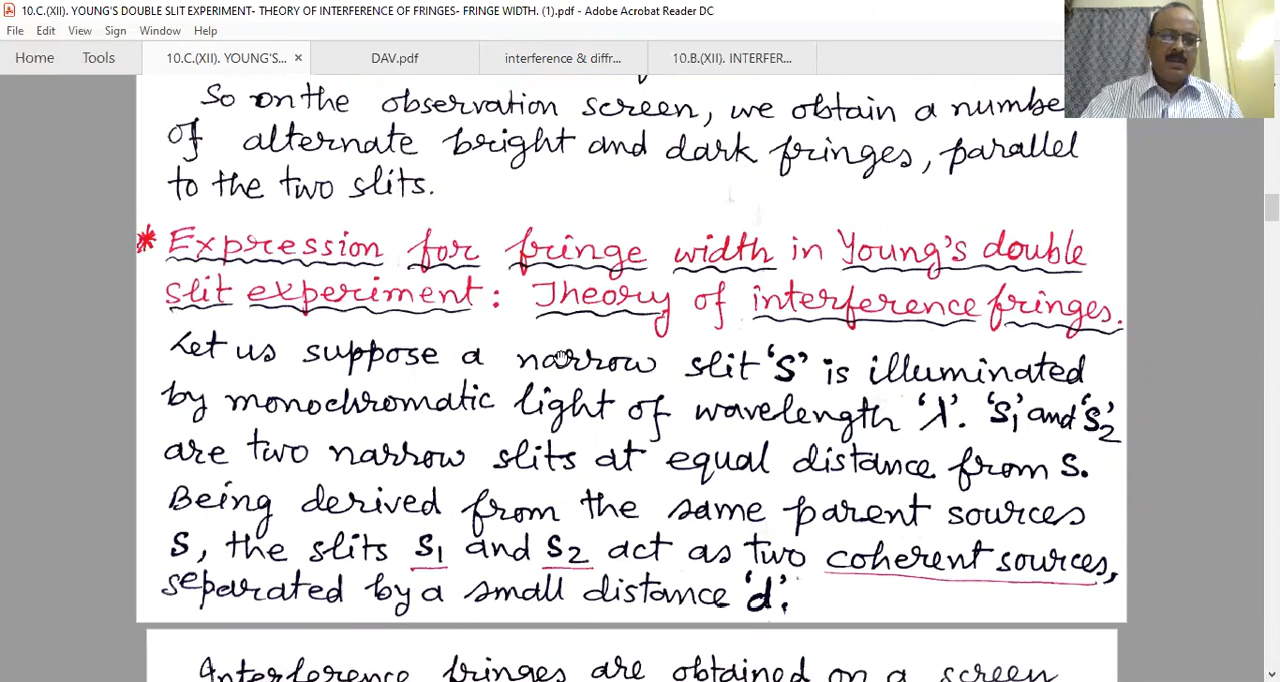 10.C.(XII). YOUNG'S DOUBLE SLIT EXPERIMENT- THEORY OF INTERFERENCE OF FRINGES- FRINGE WIDTH. (1).pdf - Adobe Acrobat Reader DC
File Edit View Sign Window Help
Home Tools 10.C.(XII). YOUNG'S... × DAV.pdf interference & diffr... 10.B.(XII). INTERFER...
So on the observation screen, we obtain a numbe
of alternate bright and dark fringes, parallel
to the two slits.
* Expression for fringe width in Young's double
slit experiment: Theory of interference fringes.
Let us suppose a narrow slit 'S' is illuminated
by monochromatic light of wavelength 'λ'. 'S1' and 'S2'
are two narrow slits at equal distance from S.
Being derived from the same parent sources
S, the slits S1 and S2 act as two coherent sources,
separated by a small distance 'd'.
Interference fringes are obtained on a screen